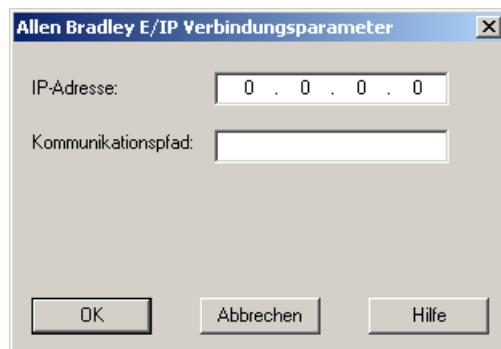 Allen Bradley E/IP Verbindungsparameter
IP-Adresse: 0 . 0 . 0 . 0
Kommunikationspfad:
OK Abbrechen Hilfe